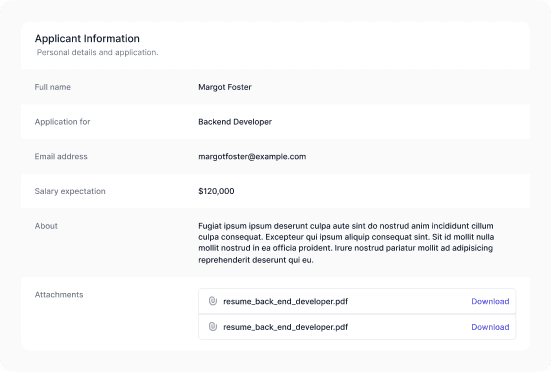 Applicant Information
Personal details and application.
Full name
Margot Foster
Application for
Backend Developer
Email address
margotfoster@example.com
Salary expectation
$120,000
About
Fugiat ipsum ipsum deserunt culpa aute sint do nostrud anim incididunt cillum
culpa consequat. Excepteur qui ipsum aliquip consequat sint. Sit id mollit nulla
mollit nostrud in ea officia proident. Irure nostrud pariatur mollit ad adipisicing
reprehenderit deserunt qui eu.
Attachments
resume_back_end_developer.pdf Download
resume_back_end_developer.pdf Download